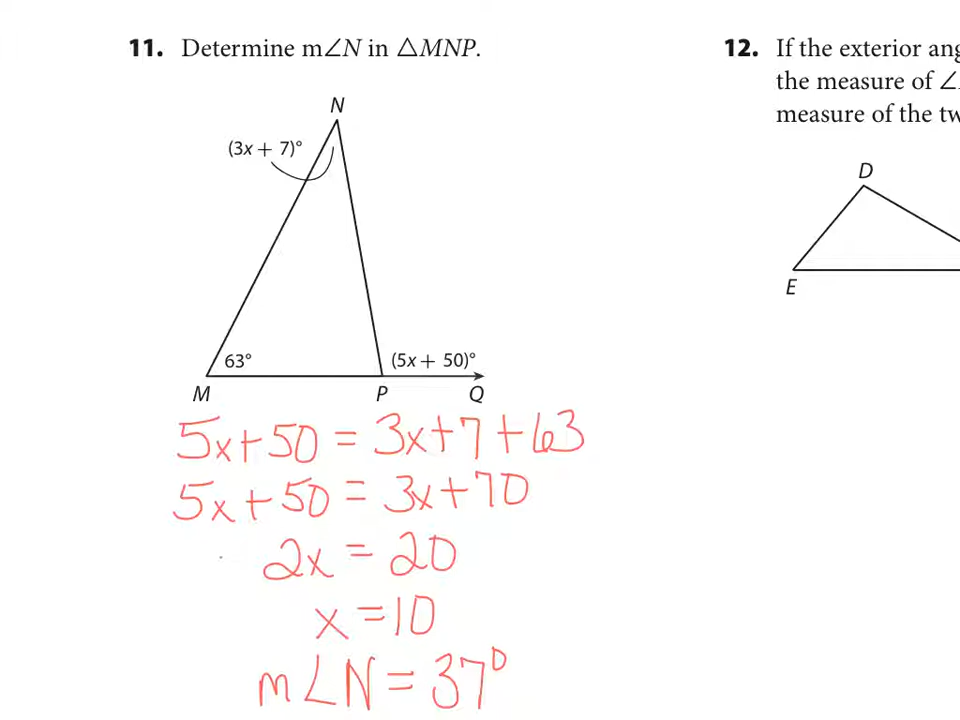 11. Determine m∠N in △MNP.
N
(3x + 7)°
63°
(5x + 50)°
M
P
Q
5x+50 = 3x+7+63
5x+50 = 3x+70
2x = 20
x=10
m∠N = 37°
12. If the exterior ang
the measure of ∠
measure of the tw
D
E